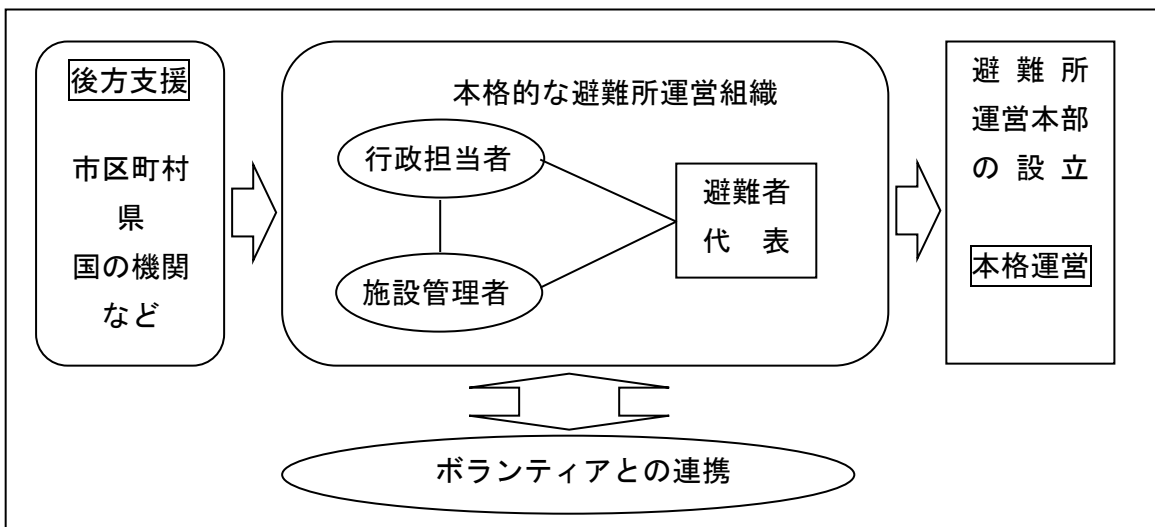 後方支援
市区町村
県
国の機関
など
本格的な避難所運営組織
行政担当者
施設管理者
避難者
代 表
避 難 所
運営本部
の 設 立
本格運営
ボランティアとの連携